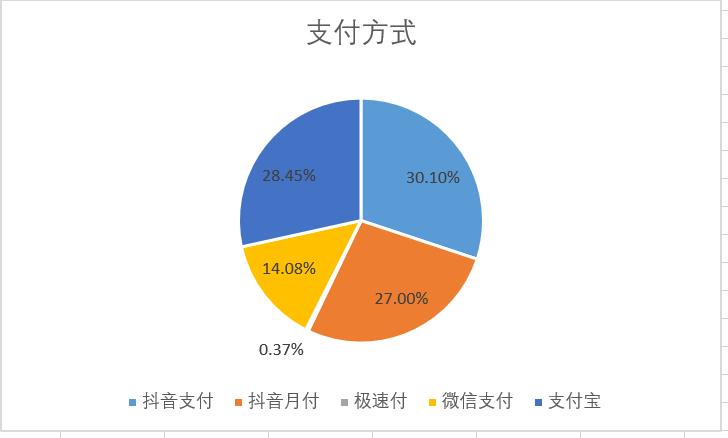 支付方式
28.45%
30.10%
14.08%
27.00%
0.37%
抖音支付 抖音月付 极速付 微信支付 支付宝